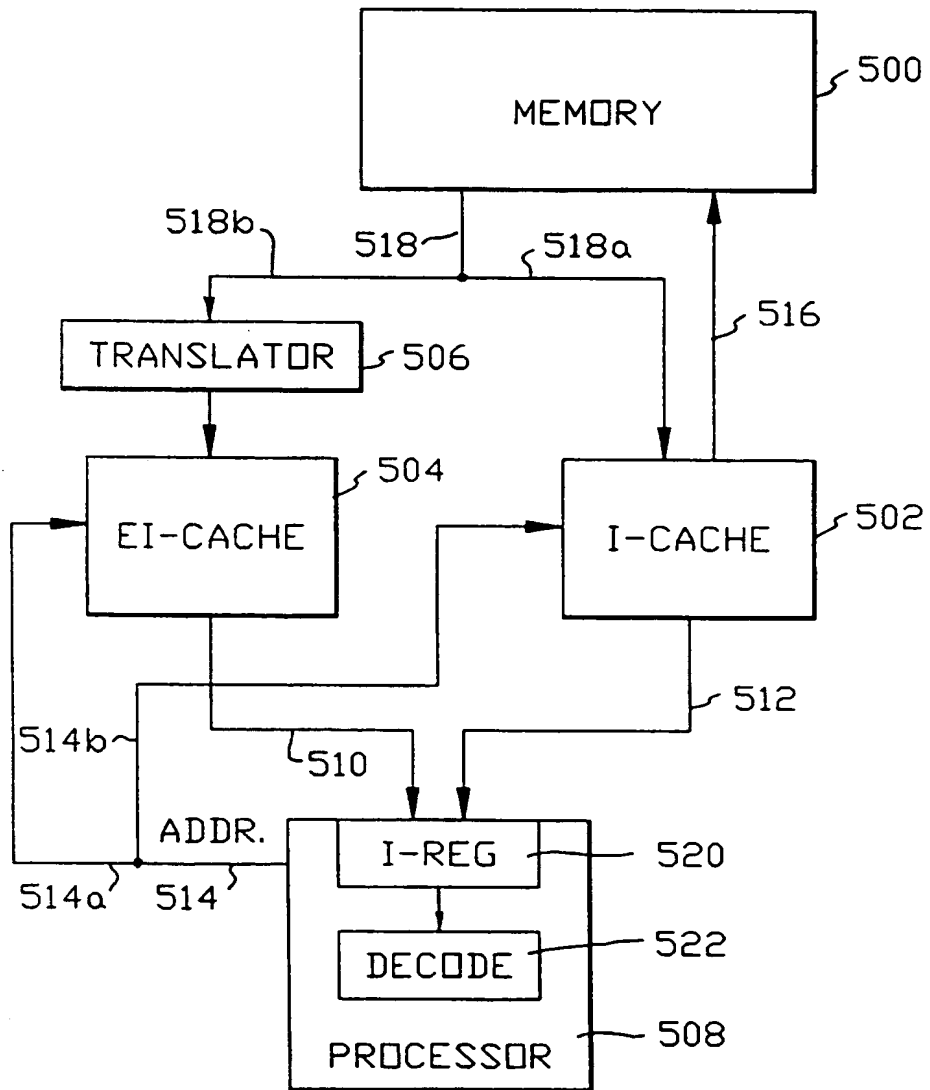 500
MEMORY
518b
518
518a
516
TRANSLATOR
506
504
EI-CACHE
502
I-CACHE
512
514b
510
ADDR.
I-REG
520
514a
514
DECODE
522
508
PROCESSOR